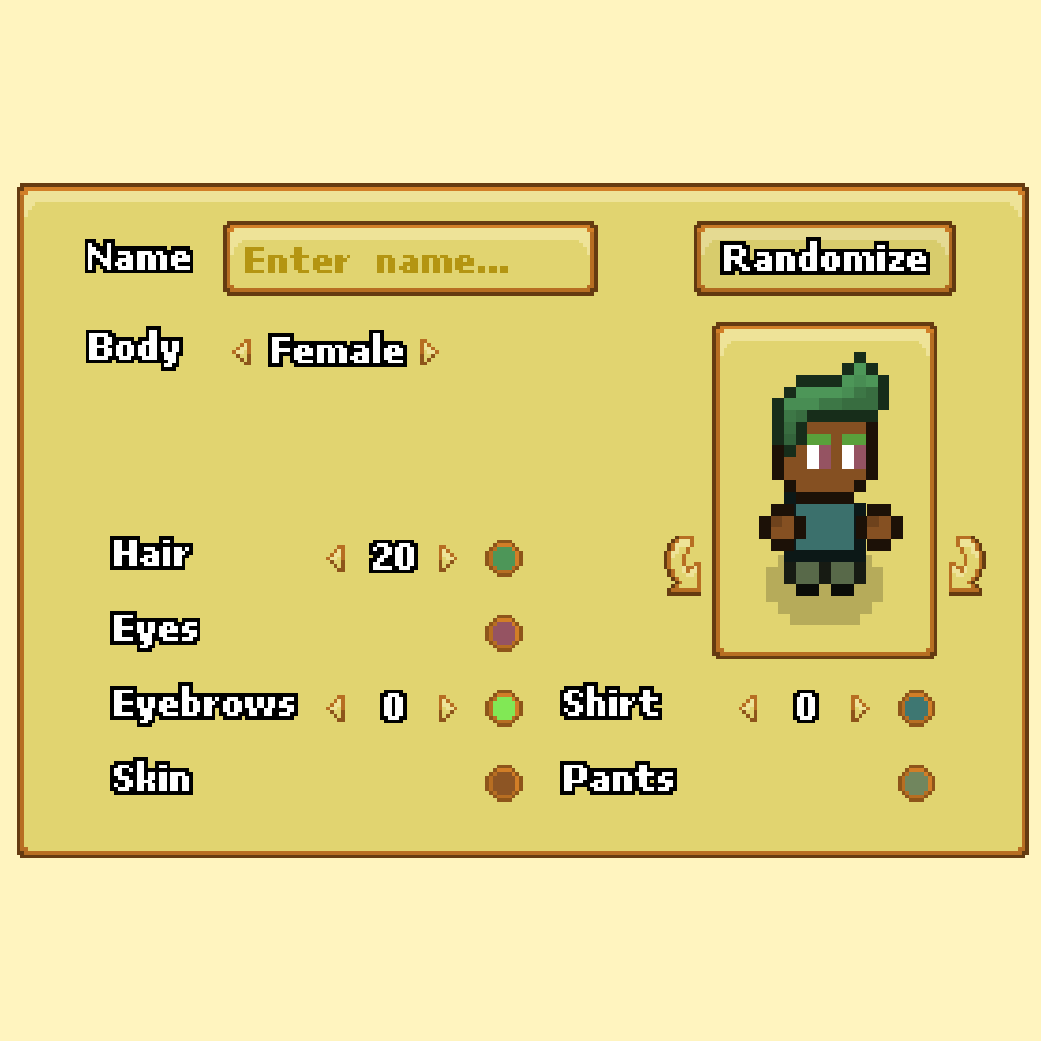 Name Enter name... Randomize
Body Female
Hair 20
Eyes
Eyebrows 0 Shirt 0
Skin Pants